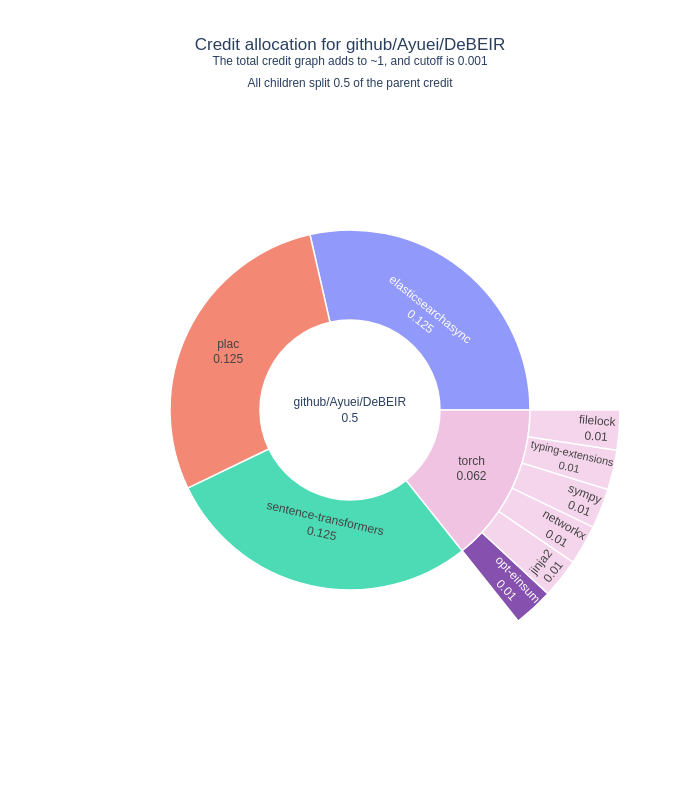 Credit allocation for github/Ayuei/DeBEIR
The total credit graph adds to ~1, and cutoff is 0.001
All children split 0.5 of the parent credit
elasticsearchasync
0.125
plac
0.125
github/Ayuei/DeBEIR
0.5
sentence-transformers
0.125
torch
0.062
filelock
0.01
typing-extensions
0.01
sympy
0.01
networkx
0.01
jinja2
0.01
opt-einsum
0.01